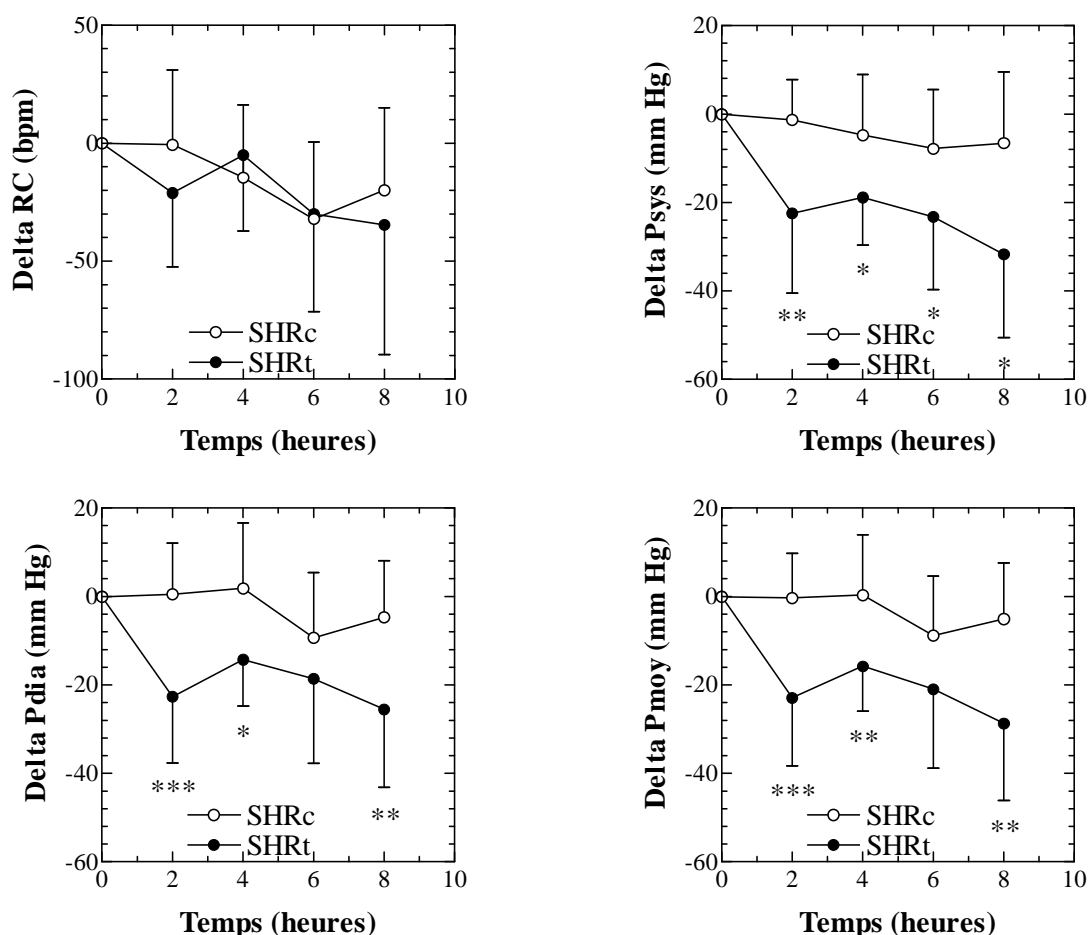 50
0
-50
-100
Delta RC (bpm)
SHRc
SHRt
0 2 4 6 8 10
Temps (heures)
20
0
-20
-40
-60
Delta Psys (mm Hg)
**
*
*
*
SHRc
SHRt
0 2 4 6 8 10
Temps (heures)
20
0
-20
-40
-60
Delta Pdia (mm Hg)
***
*
**
SHRc
SHRt
0 2 4 6 8 10
Temps (heures)
20
0
-20
-40
-60
Delta Pmoy (mm Hg)
***
**
**
SHRc
SHRt
0 2 4 6 8 10
Temps (heures)